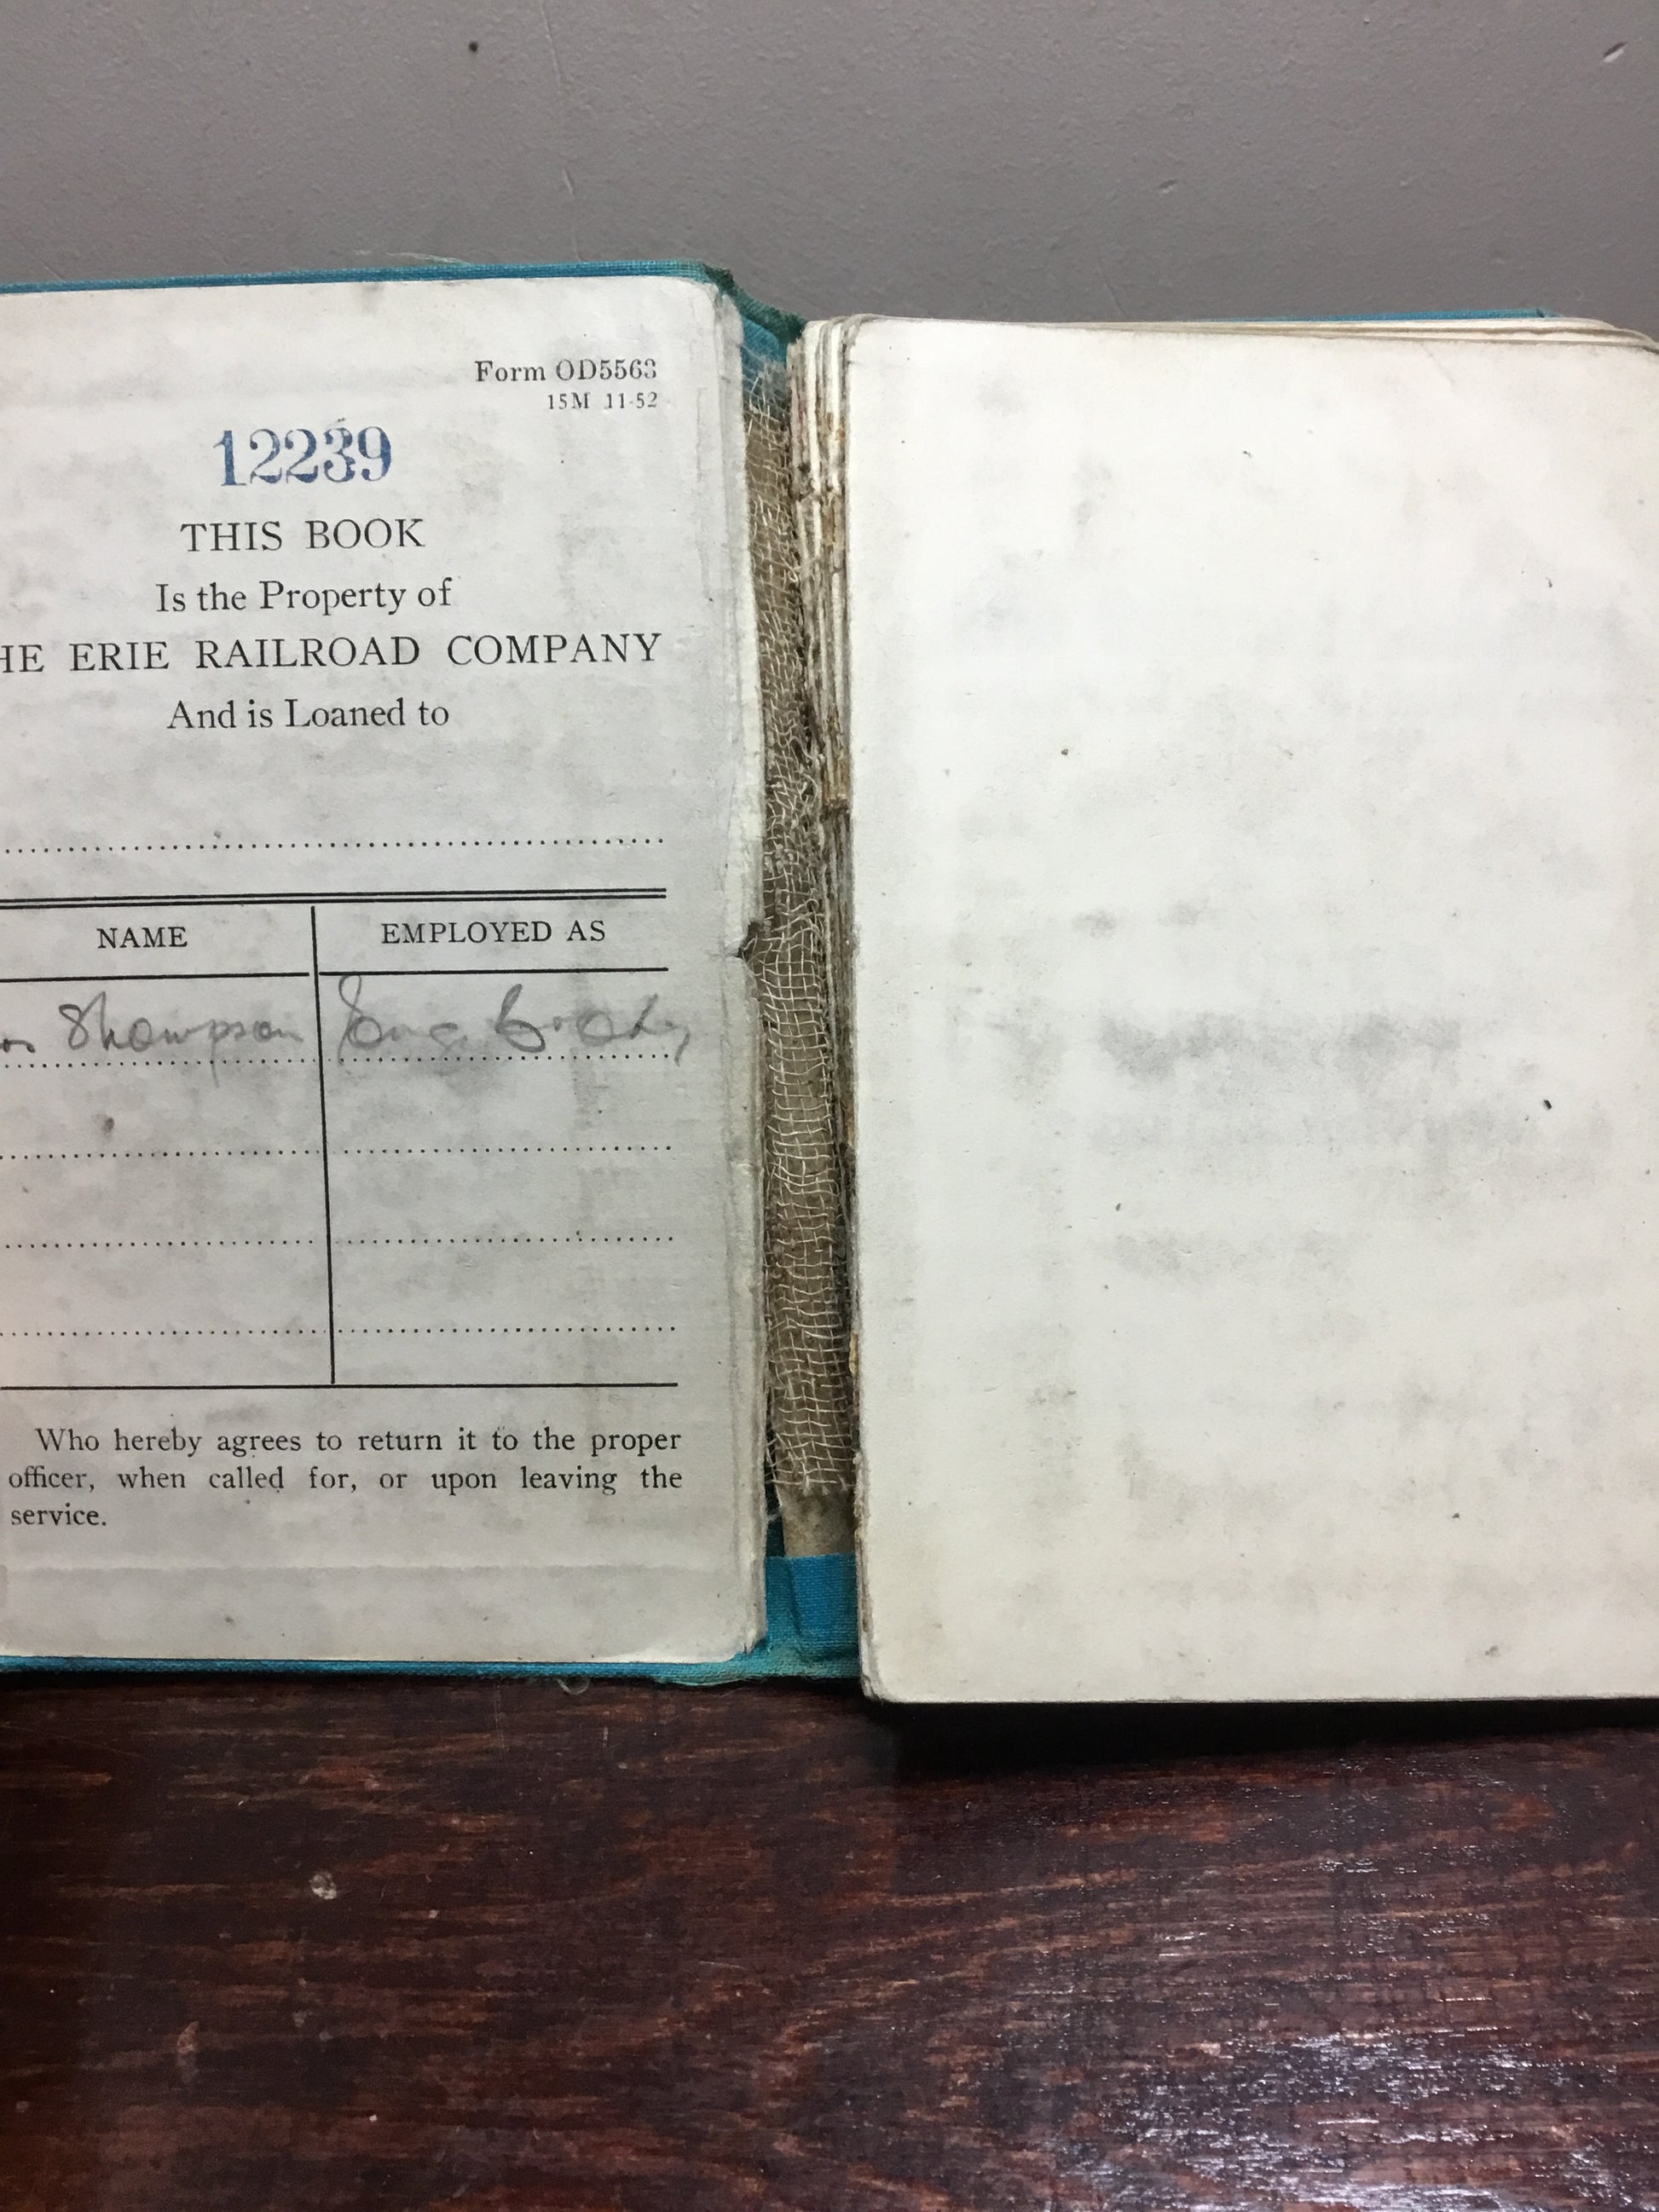 Form OD5563
15M 11-52
12239
THIS BOOK
Is the Property of
HE ERIE RAILROAD COMPANY
And is Loaned to
NAME EMPLOYED AS
Thompson
Who hereby agrees to return it to the proper
officer, when called for, or upon leaving the
service.